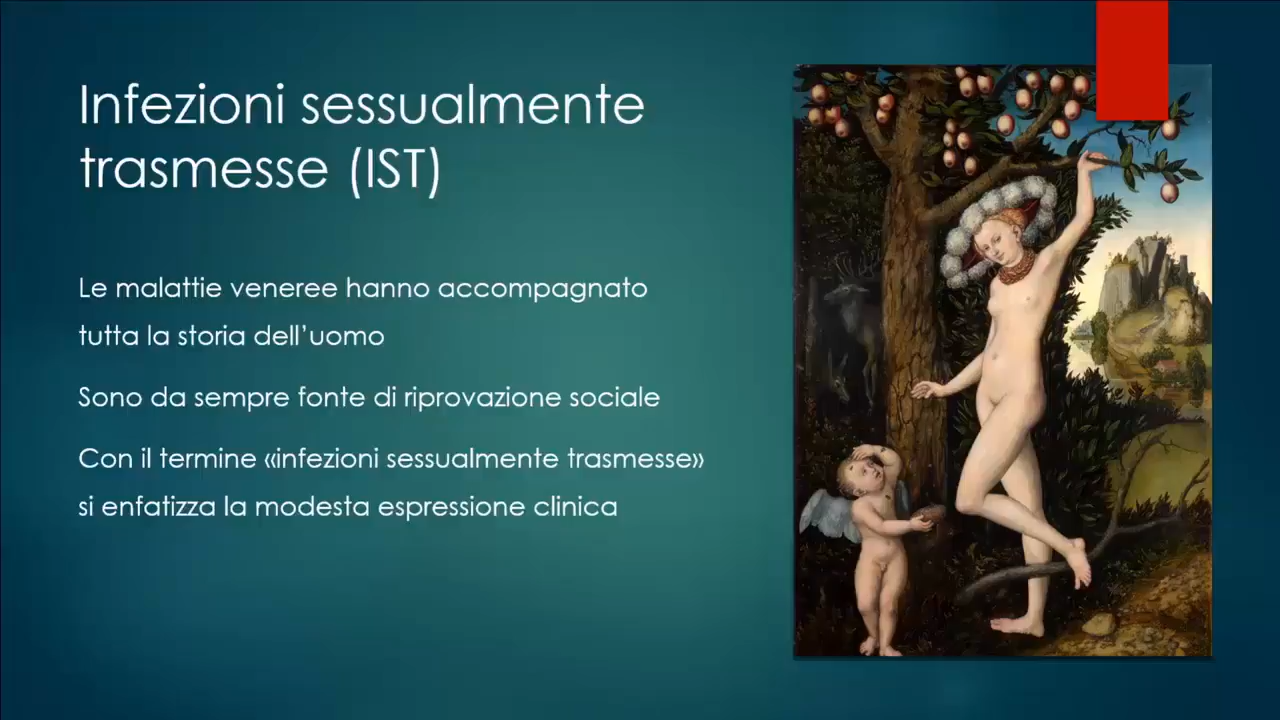 Infezioni sessualmente
trasmesse (IST)
Le malattie veneree hanno accompagnato
tutta la storia dell’uomo
Sono da sempre fonte di riprovazione sociale
Con il termine «infezioni sessualmente trasmesse»
si enfatizza la modesta espressione clinica